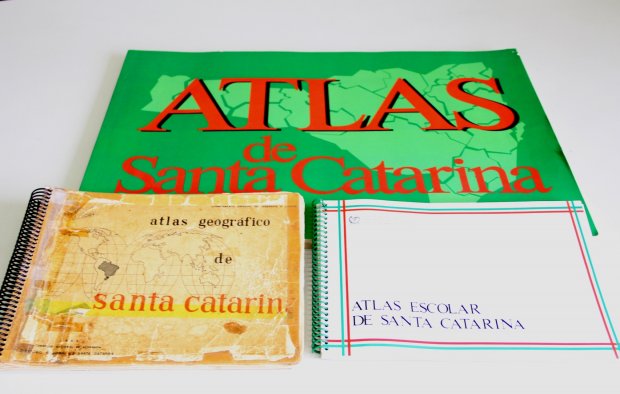 ATLAS
de
Santa Catarina
atlas geográfico
de
santa catarin
ATLAS ESCOLAR
DE SANTA CATARINA